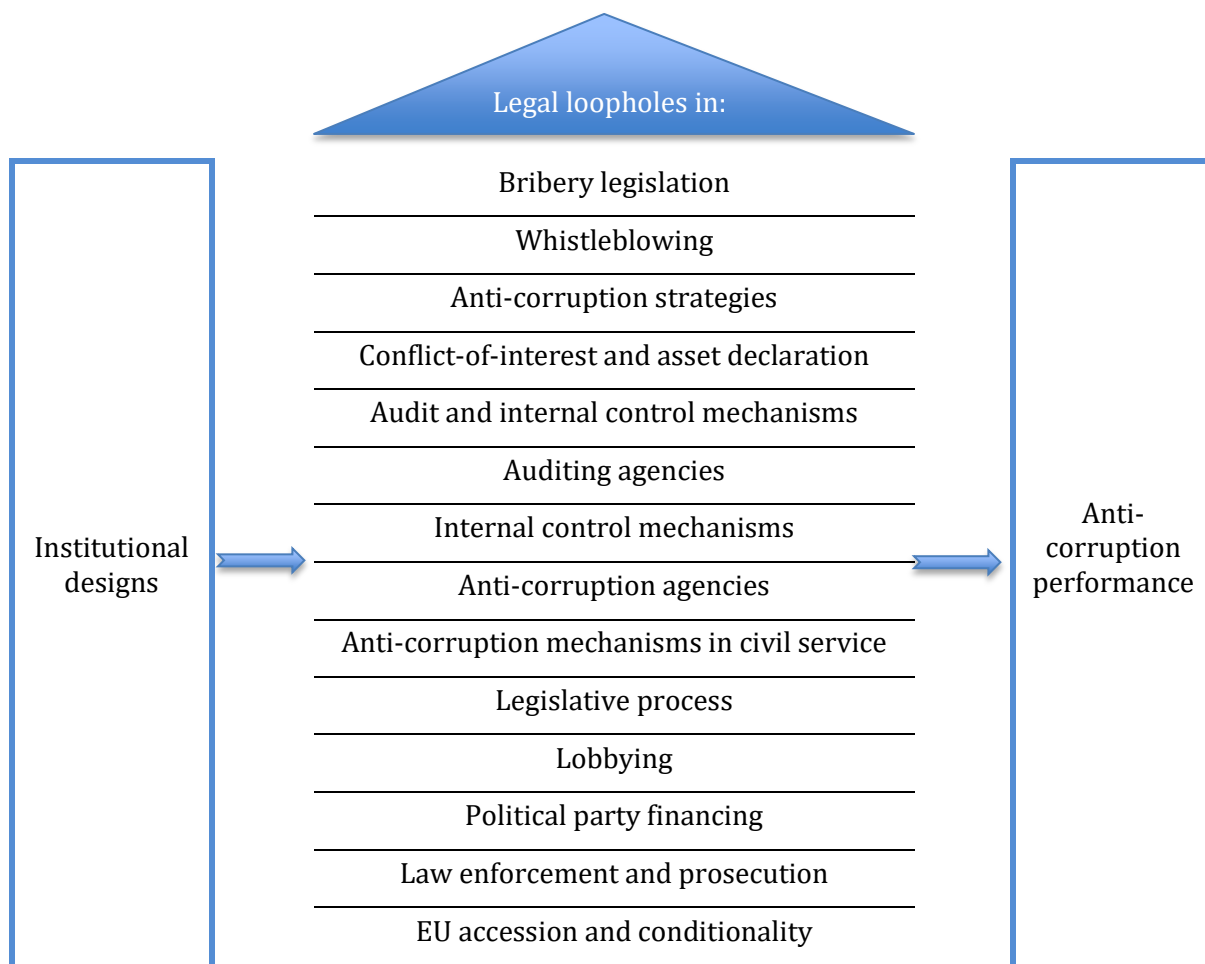 Legal loopholes in:
Bribery legislation
Whistleblowing
Anti-corruption strategies
Conflict-of-interest and asset declaration
Audit and internal control mechanisms
Auditing agencies
Internal control mechanisms
Anti-corruption agencies
Anti-corruption mechanisms in civil service
Legislative process
Lobbying
Political party financing
Law enforcement and prosecution
EU accession and conditionality
Institutional
designs
Anti-
corruption
performance